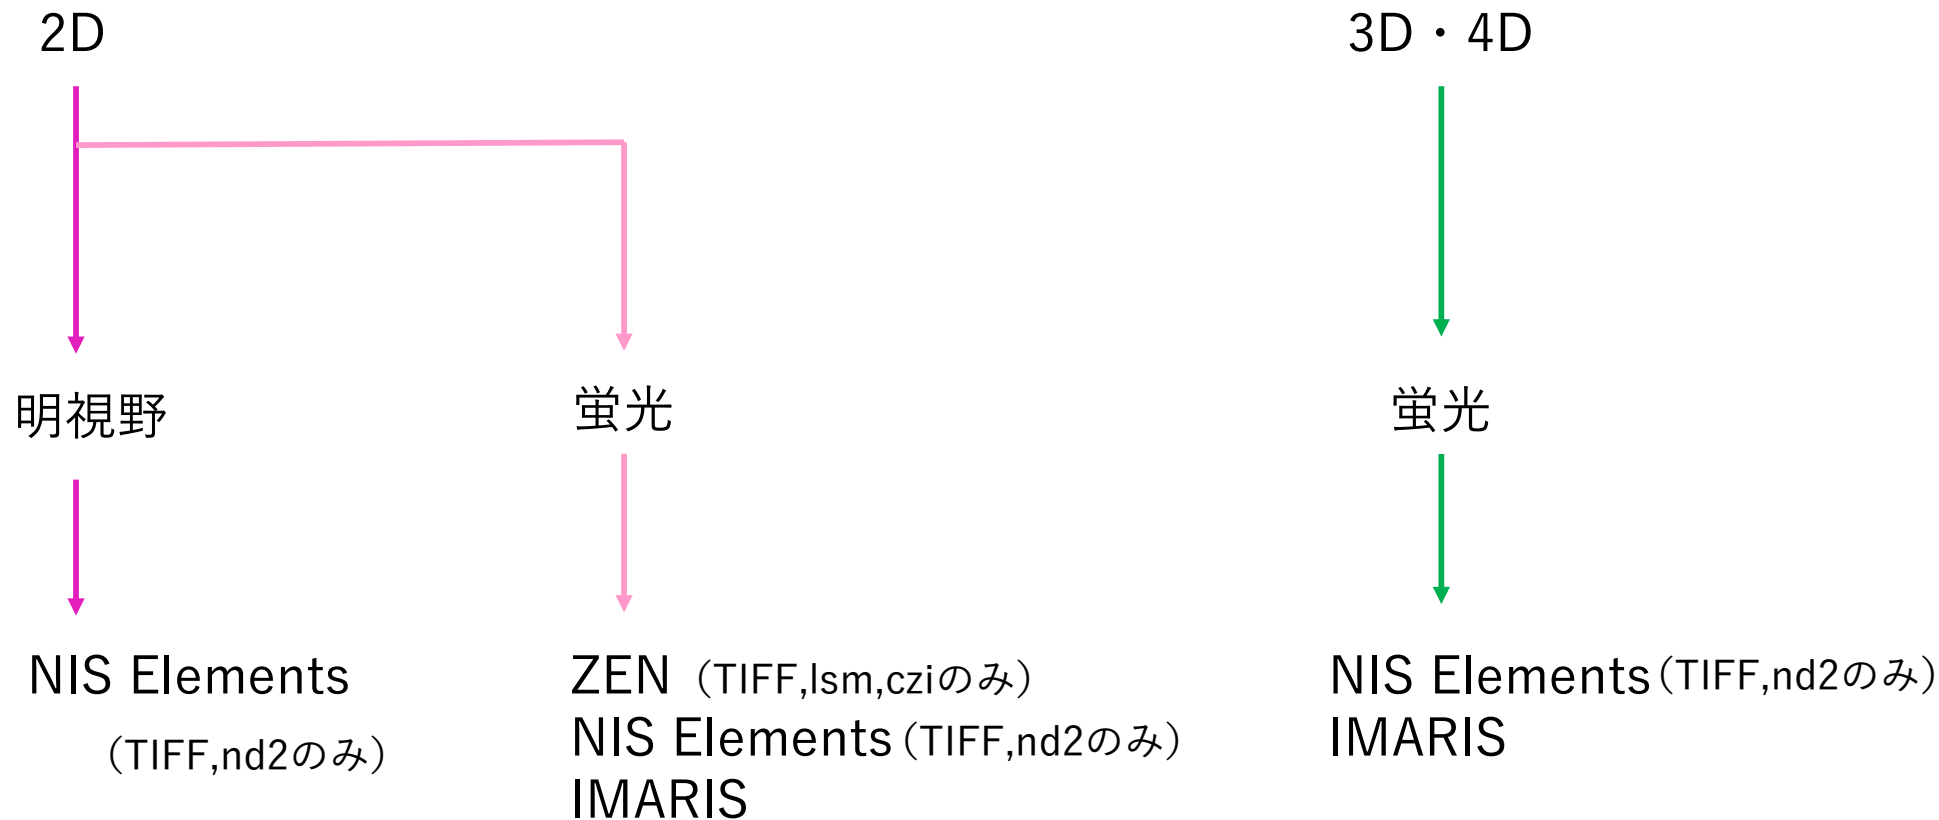 2D
3D・4D
明視野
蛍光
蛍光
NIS Elements
（TIFF,nd2のみ）
ZEN（TIFF,lsm,cziのみ）
NIS Elements（TIFF,nd2のみ）
IMARIS
NIS Elements（TIFF,nd2のみ）
IMARIS